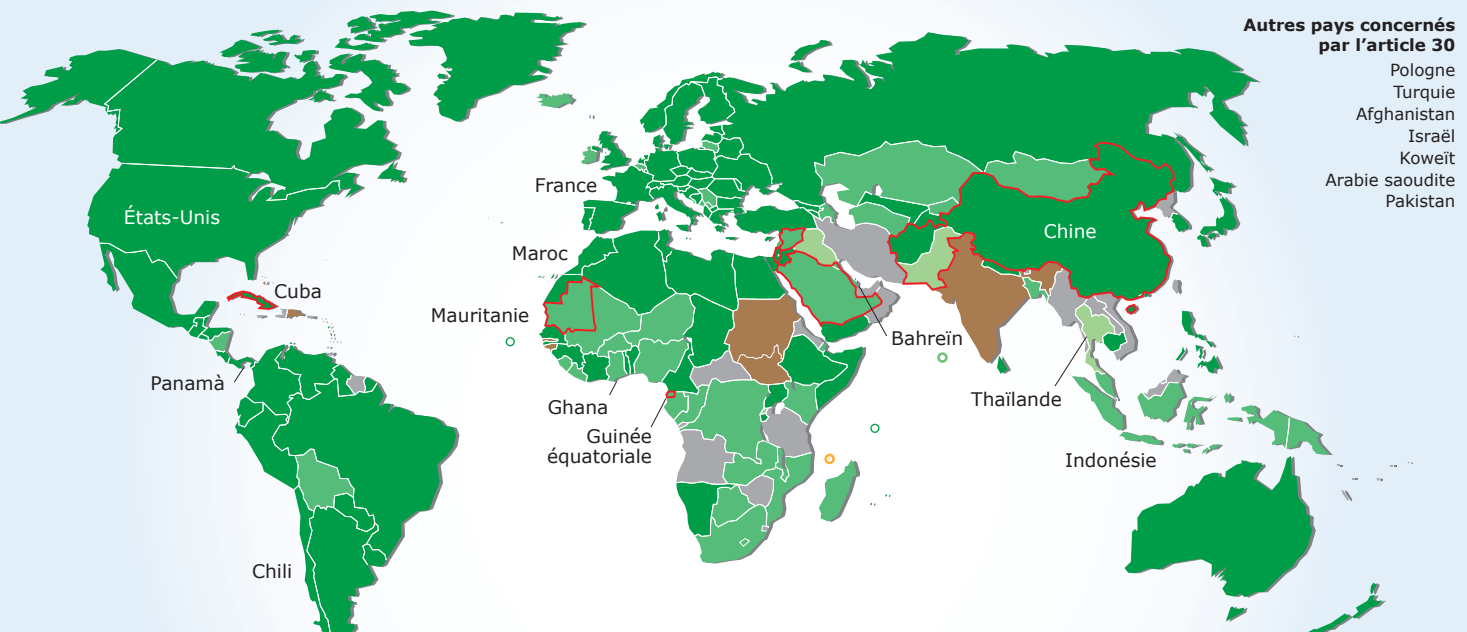 Autres pays concernés
par l'article 30
Pologne
Turquie
Afghanistan
Israël
Koweït
Arabie saoudite
Pakistan
France
États-Unis
Chine
Maroc
Cuba
Mauritanie
Bahreïn
Panamà
Thaïlande
Ghana
Guinée
équatoriale
Indonésie
Chili